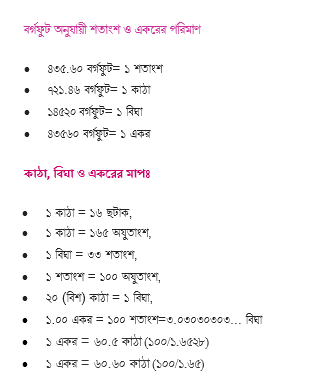 বর্গফুট অনুযায়ী শতাংশ ও একরের পরিমাণ
• ৪৩৫.৬০ বর্গফুট= ১ শতাংশ
• ৭২১.৪৬ বর্গফুট= ১ কাঠা
• ১৪৫২০ বর্গফুট= ১ বিঘা
• ৪৩৫৬০ বর্গফুট= ১ একর
কাঠা, বিঘা ও একরের মাপঃ
• ১ কাঠা = ১৬ ছটাক,
• ১ কাঠা = ১৬৫ অযুতাংশ,
• ১ বিঘা = ৩৩ শতাংশ,
• ১ শতাংশ = ১০০ অযুতাংশ,
• ২০ (বিশ) কাঠা = ১ বিঘা,
• ১.০০ একর = ১০০ শতাংশ=৩.০৩০৩০৩০৩... বিঘা
• ১ একর = ৬০.৫ কাঠা (১০০/১.৬৫২৮)
• ১ একর = ৬০.৬০ কাঠা (১০০/১.৬৫)